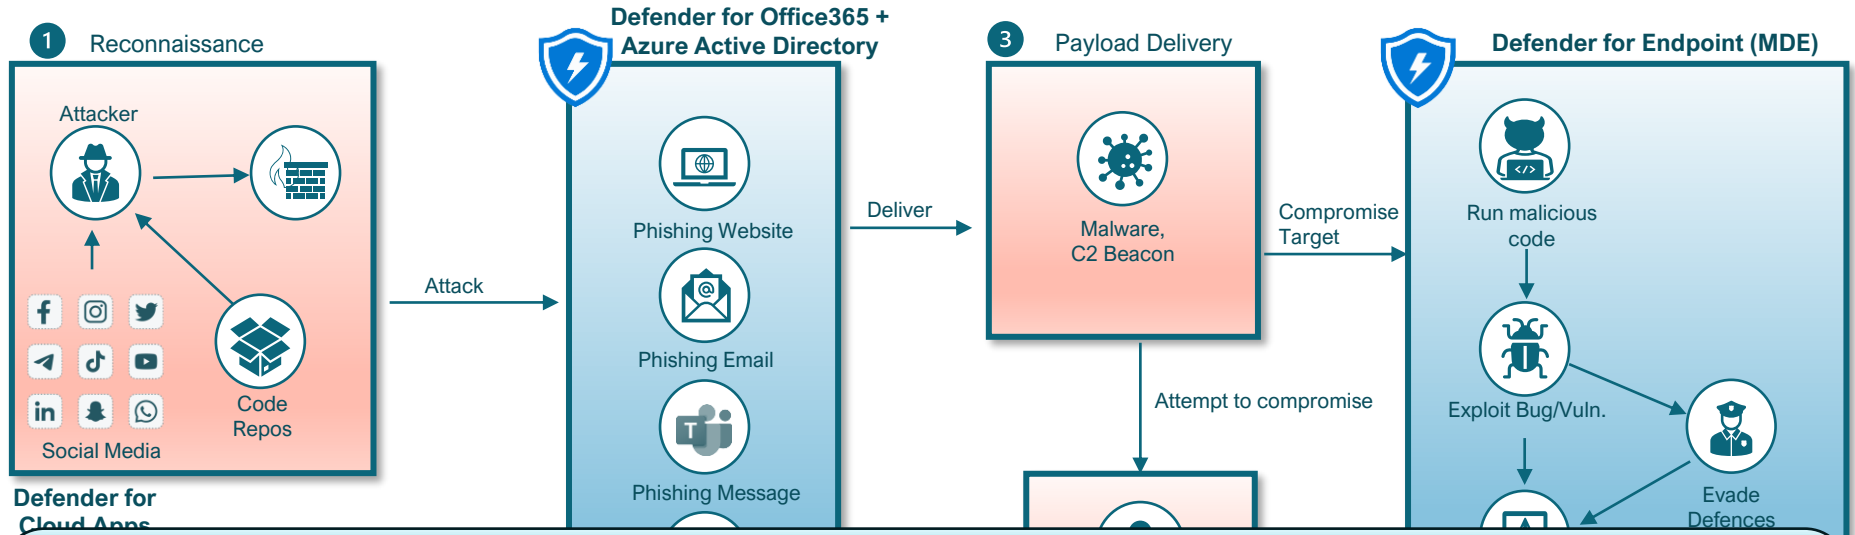 1
Reconnaissance
Attacker
Social Media
Code
Repos
Defender for
Cloud Apps
Attack
Defender for Office365 +
Azure Active Directory
Phishing Website
@
Phishing Email
T
Phishing Message
Deliver
3
Payload Delivery
Malware,
C2 Beacon
Attempt to compromise
Compromise
Target
Defender for Endpoint (MDE)
</>
Run malicious
code
Exploit Bug/Vuln.
Evade
Defences